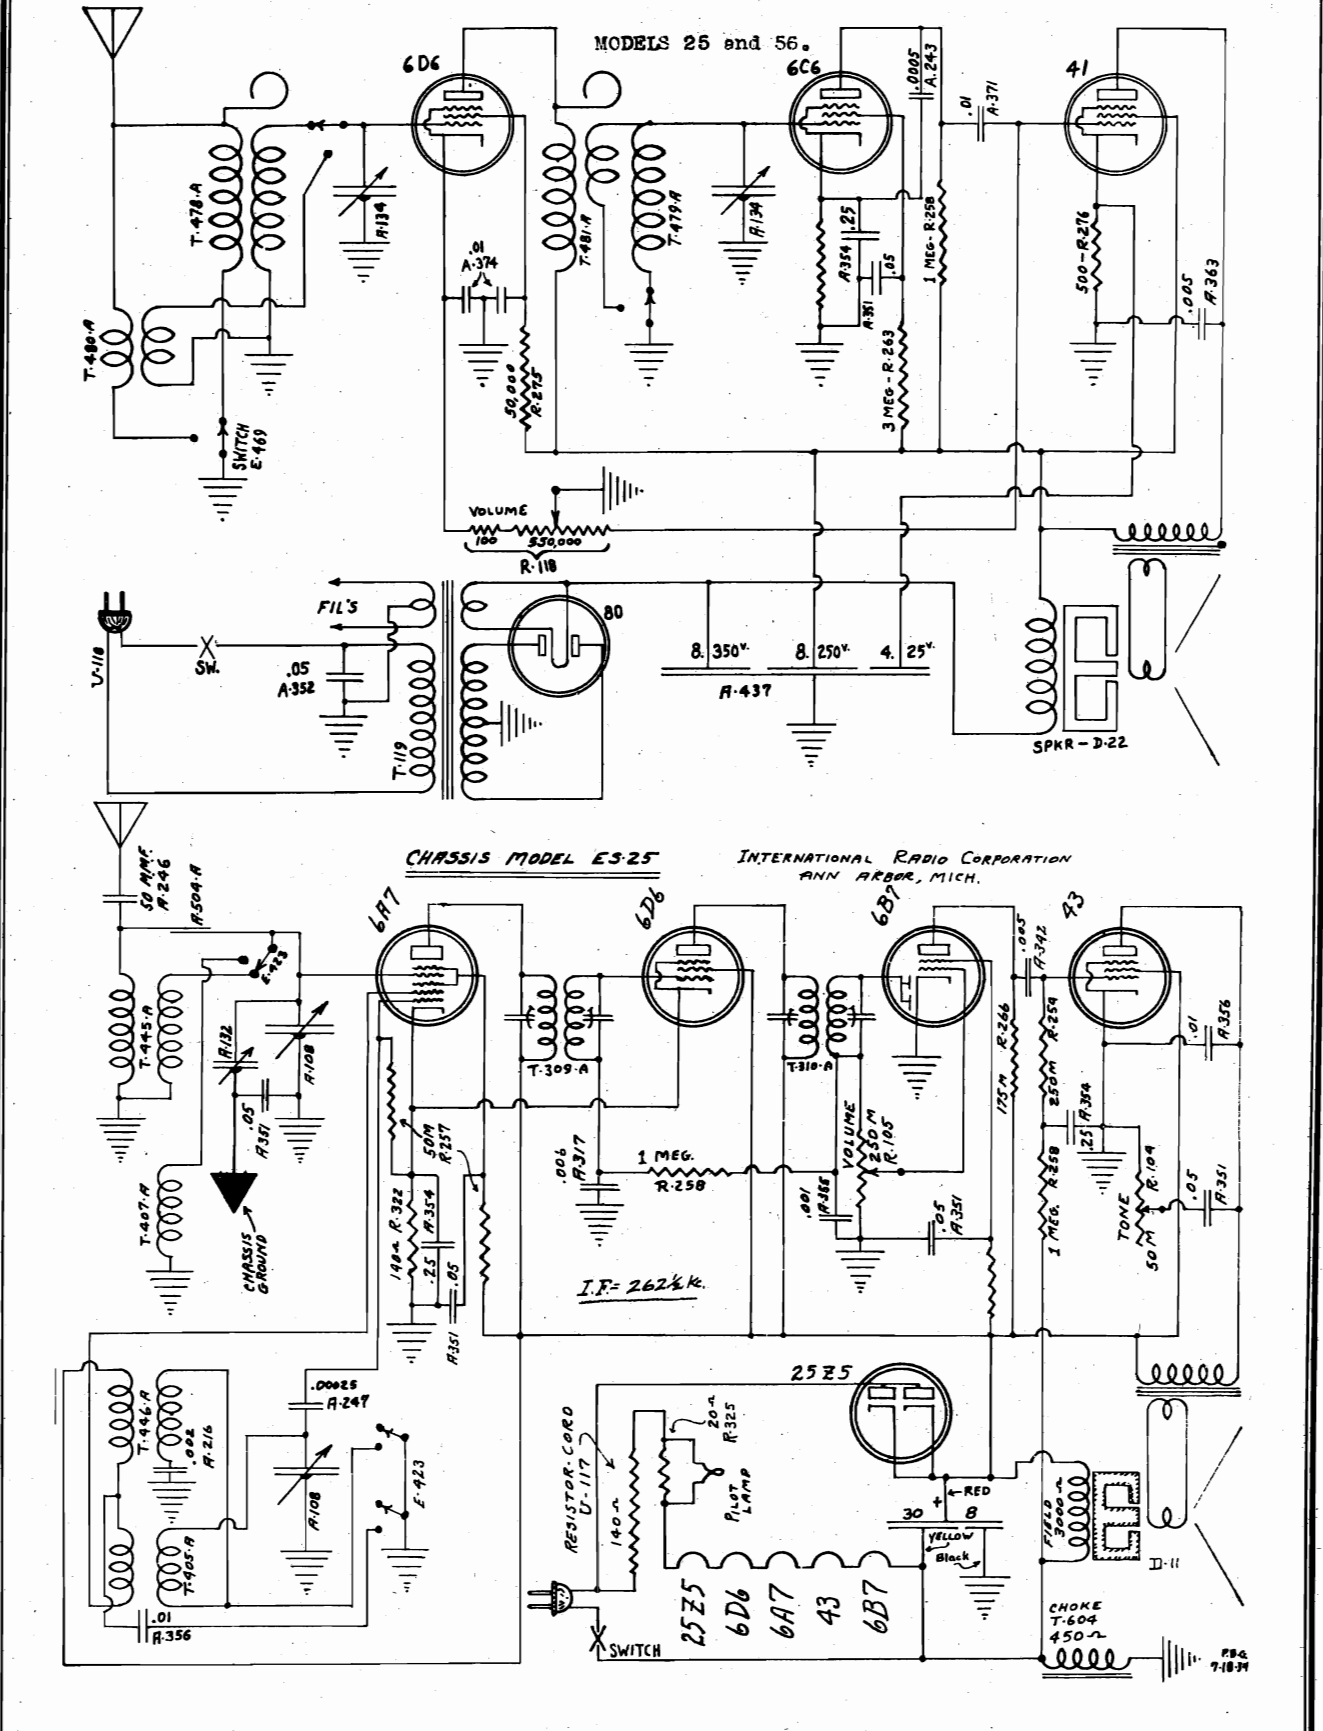 MODELS 25 and 56.
6D6
6C6
41
.0005
A.243
.01
A.371
T.478.A
A.134
T.481.A
T.479.A
A.134
.01
A.374
.25
A.354
.05
A.351
1 MEG-R.258
500-R.276
.005
A.363
T.480.A
50,000
R.275
3 MEG-R.263
SWITCH
E.469
VOLUME
100
550,000
R.118
FIL'S
80
U.118
SW.
.05
A.352
T.119
8. 350V.
8. 250V.
4. 25V.
A.437
SPKR-D.22
CHASSIS MODEL ES.25
INTERNATIONAL RADIO CORPORATION
ANN ARBOR, MICH.
50 M.MF.
A.246
A.504.A
6A7
6D6
6B7
43
E.423
.005
A.342
T.445.A
A.132
A.108
T.309.A
T.310.A
175M R.266
250M R.254
.01
A.356
.05
A.351
50M
R.257
.006
A.317
1 MEG.
R.258
VOLUME
250M
R.105
.25 A.354
T.407.A
CHASSIS
GROUND
140Ω R.322
A.354
.25
.05
A.351
.001
.05
A.351
1 MEG. R.258
TONE
50M R.104
.05
A.351
I.F.= 262½ Kc.
T.446.A
.002
A.216
.00025
A.247
A.108
E.423
T.405.A
.01
A.356
25Z5
RESISTOR-CORD
U-117
140Ω
20Ω
R.325
PILOT
LAMP
+
RED
30
8
YELLOW
Black
FIELD
3000Ω
D-11
25Z5
6D6
6A7
43
6B7
SWITCH
CHOKE
T-604
450Ω
7-18-34